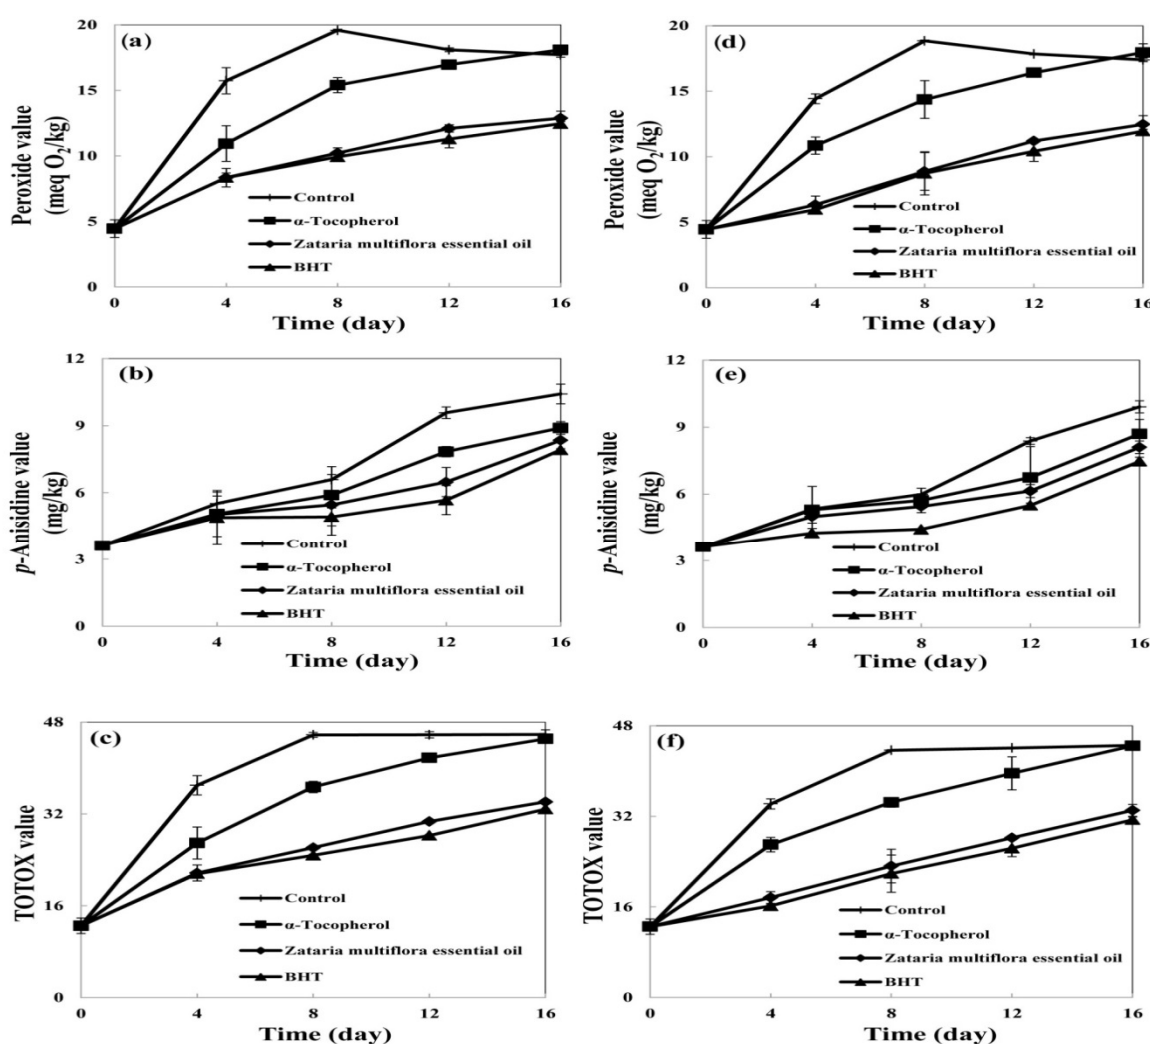 (a)
Peroxide value
(meq O₂/kg)
20
15
10
5
0
Control
α-Tocopherol
Zataria multiflora essential oil
BHT
0 4 8 12 16
Time (day)
(d)
Peroxide value
(meq O₂/kg)
20
15
10
5
0
Control
α-Tocopherol
Zataria multiflora essential oil
BHT
0 4 8 12 16
Time (day)
(b)
p-Anisidine value
(mg/kg)
12
9
6
3
0
Control
α-Tocopherol
Zataria multiflora essential oil
BHT
0 4 8 12 16
Time (day)
(e)
p-Anisidine value
(mg/kg)
12
9
6
3
0
Control
α-Tocopherol
Zataria multiflora essential oil
BHT
0 4 8 12 16
Time (day)
(c)
TOTOX value
48
32
16
0
Control
α-Tocopherol
Zataria multiflora essential oil
BHT
0 4 8 12 16
Time (day)
(f)
TOTOX value
48
32
16
0
Control
α-Tocopherol
Zataria multiflora essential oil
BHT
0 4 8 12 16
Time (day)